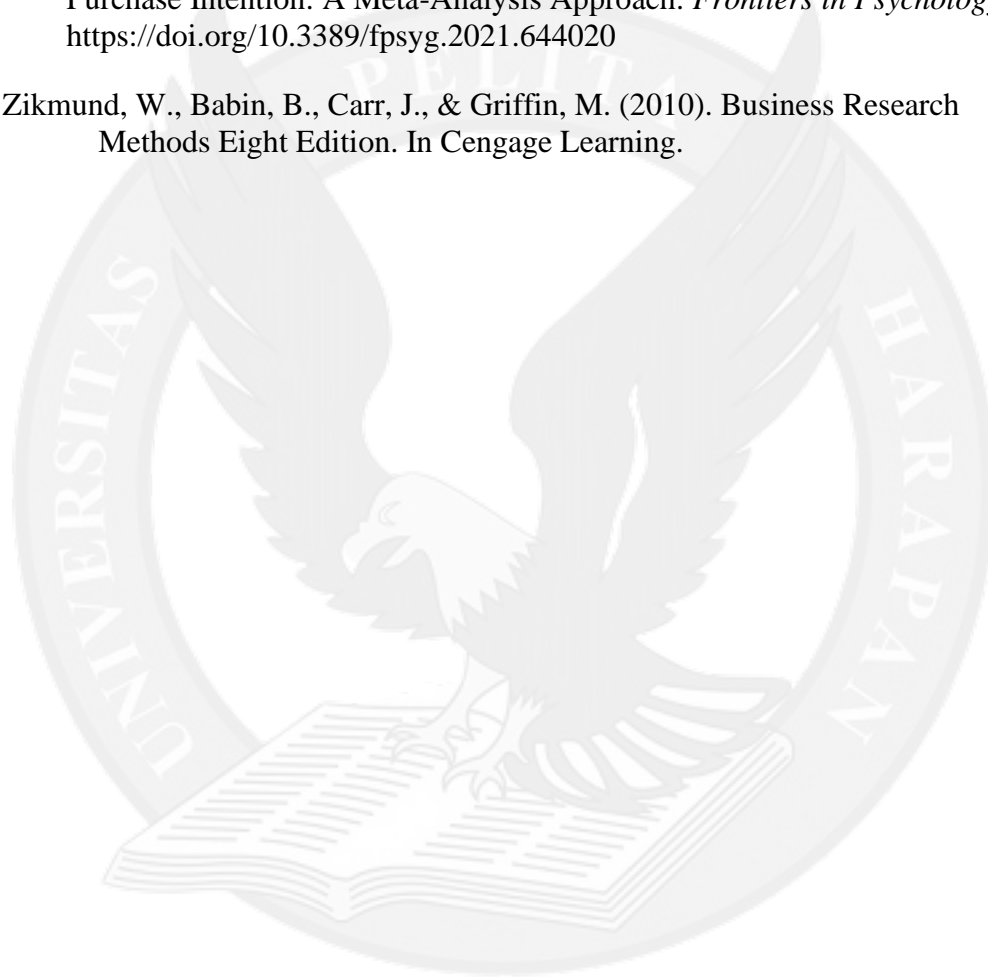 Purchase Intention: A Meta-Analysis Approach. Frontiers in Psychology
https://doi.org/10.3389/fpsyg.2021.644020
Zikmund, W., Babin, B., Carr, J., & Griffin, M. (2010). Business Research
Methods Eight Edition. In Cengage Learning.
UNIVERSITAS PELITA HARAPAN